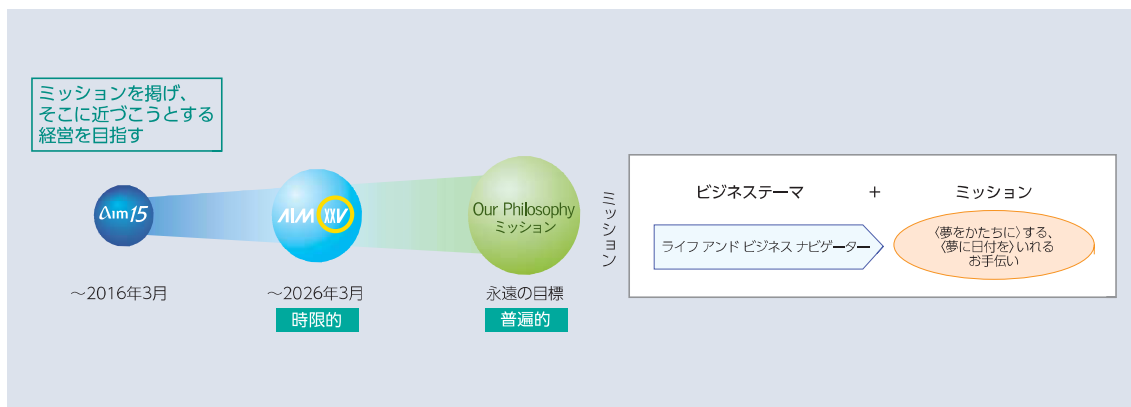 ミッションを掲げ、
そこに近づこうとする
経営を目指す
Aim 15
AIM XXV
Our Philosophy
ミッション
～2016年3月
～2026年3月
永遠の目標
時限的
普遍的
ミッション
ビジネステーマ
+
ミッション
ライフ アンド ビジネス ナビゲーター
〈夢をかたちに〉する、
〈夢に日付を〉いれる
お手伝い